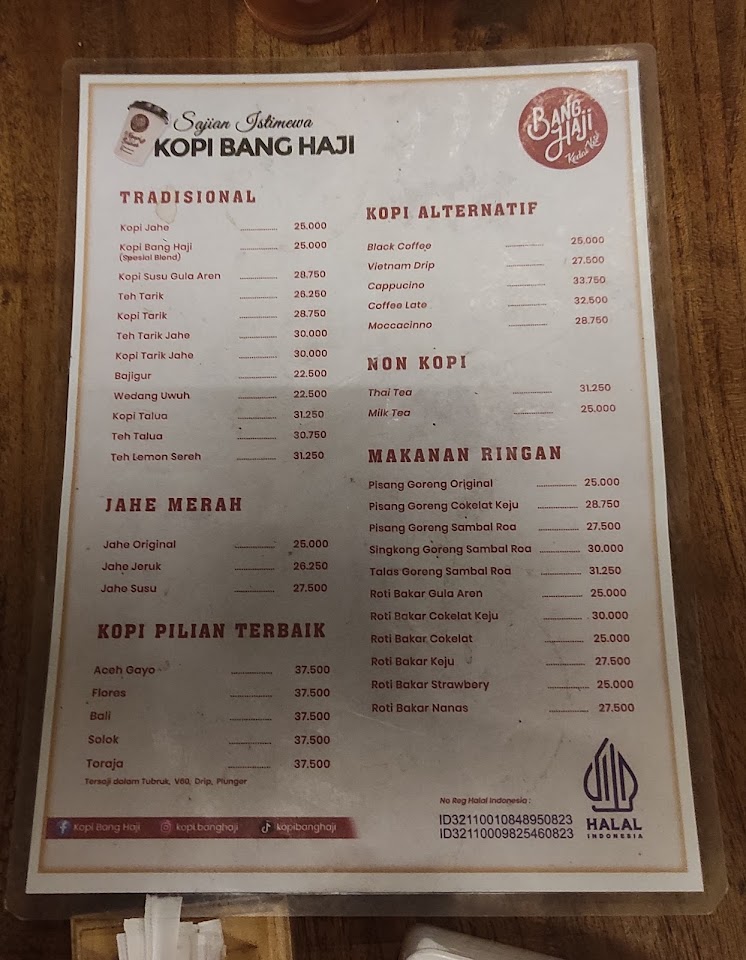 Sajian Istimewa
KOPI BANG HAJI
BANG
HAJI
TRADISIONAL
Kopi Jahe 25.000
Kopi Bang Haji 25.000
(Spesial Blend)
Kopi Susu Gula Aren 28.750
Teh Tarik 26.250
Kopi Tarik 28.750
Teh Tarik Jahe 30.000
Kopi Tarik Jahe 30.000
Bajigur 22.500
Wedang Uwuh 22.500
Kopi Talua 31.250
Teh Talua 30.750
Teh Lemon Sereh 31.250
JAHE MERAH
Jahe Original 25.000
Jahe Jeruk 26.250
Jahe Susu 27.500
KOPI PILIAN TERBAIK
Aceh Gayo 37.500
Flores 37.500
Bali 37.500
Solok 37.500
Toraja 37.500
Tersaji dalam Tubruk, V60, Drip, Plunger
KOPI ALTERNATIF
Black Coffee 25.000
Vietnam Drip 27.500
Cappucino 33.750
Coffee Late 32.500
Moccacinno 28.750
NON KOPI
Thai Tea 31.250
Milk Tea 25.000
MAKANAN RINGAN
Pisang Goreng Original 25.000
Pisang Goreng Cokelat Keju 28.750
Pisang Goreng Sambal Roa 27.500
Singkong Goreng Sambal Roa 30.000
Talas Goreng Sambal Roa 31.250
Roti Bakar Gula Aren 25.000
Roti Bakar Cokelat Keju 30.000
Roti Bakar Cokelat 25.000
Roti Bakar Keju 27.500
Roti Bakar Strawbery 25.000
Roti Bakar Nanas 27.500
No Reg Halal Indonesia :
ID32110010848950823
ID32110009825460823
HALAL
INDONESIA
Kopi Bang Haji kopi.banghaji kopibanghaji